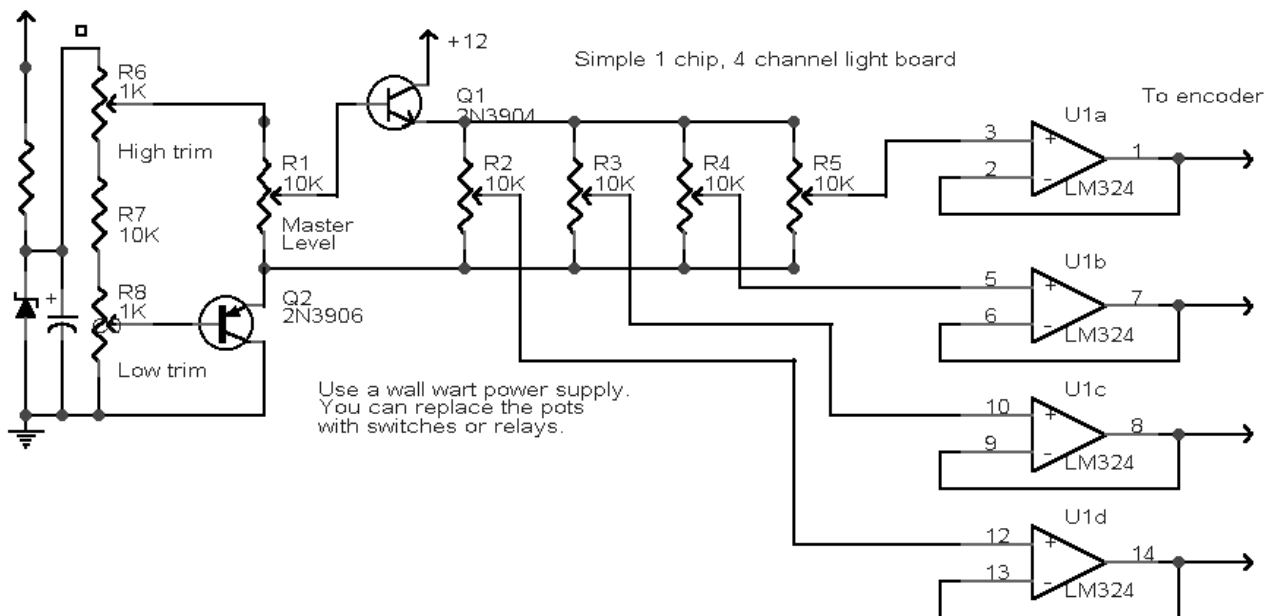 +12
Simple 1 chip, 4 channel light board
To encoder
R6
1K
High trim
R7
10K
R8
1K
Low trim
R1
10K
Master
Level
Q1
2N3904
Q2
2N3906
R2
10K
R3
10K
R4
10K
R5
10K
Use a wall wart power supply.
You can replace the pots
with switches or relays.
+
3
2
1
+
-
U1a
LM324
5
6
7
+
-
U1b
LM324
10
9
8
+
-
U1c
LM324
12
13
14
+
-
U1d
LM324